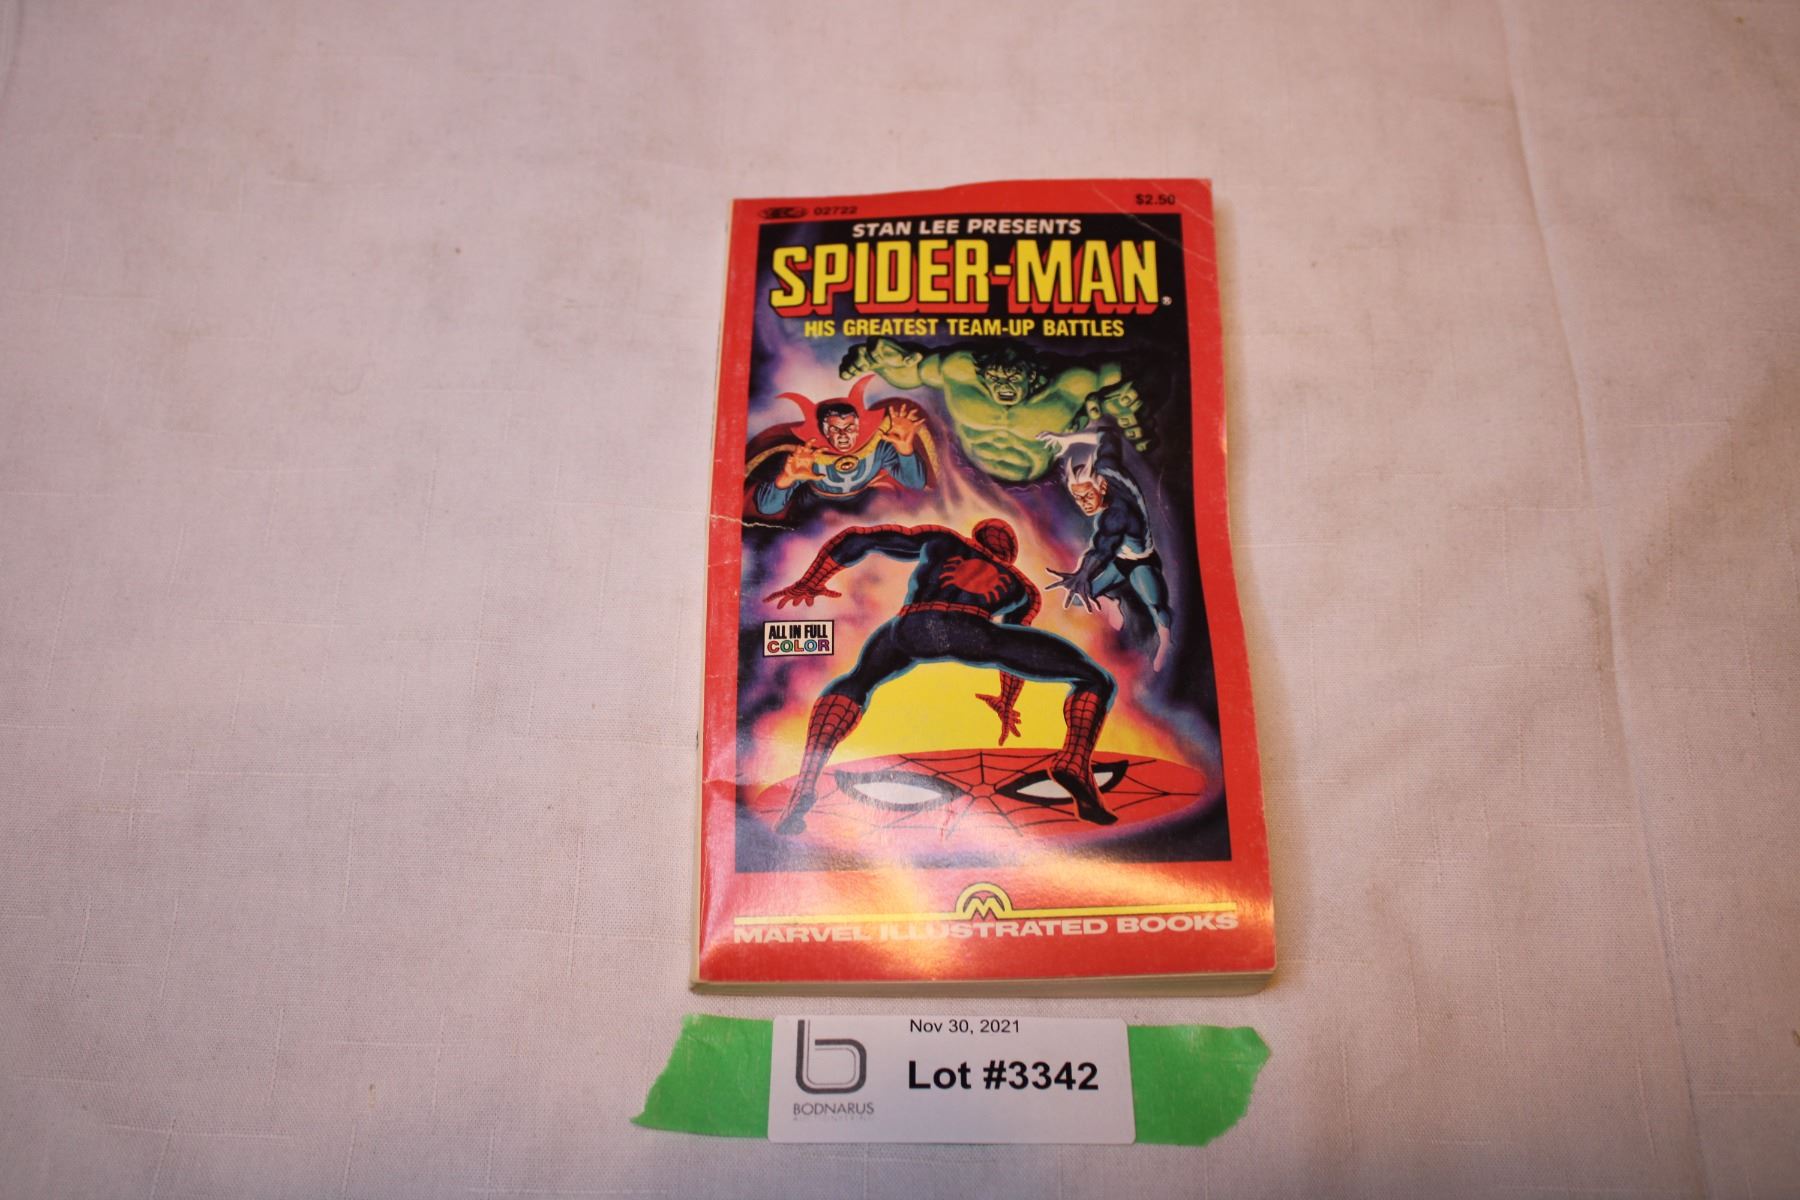 02722
$2.50
STAN LEE PRESENTS
SPIDER-MAN®
HIS GREATEST TEAM-UP BATTLES
ALL IN FULL
COLOR
M
MARVEL ILLUSTRATED BOOKS
Nov 30, 2021
Lot #3342
b
BODNARUS